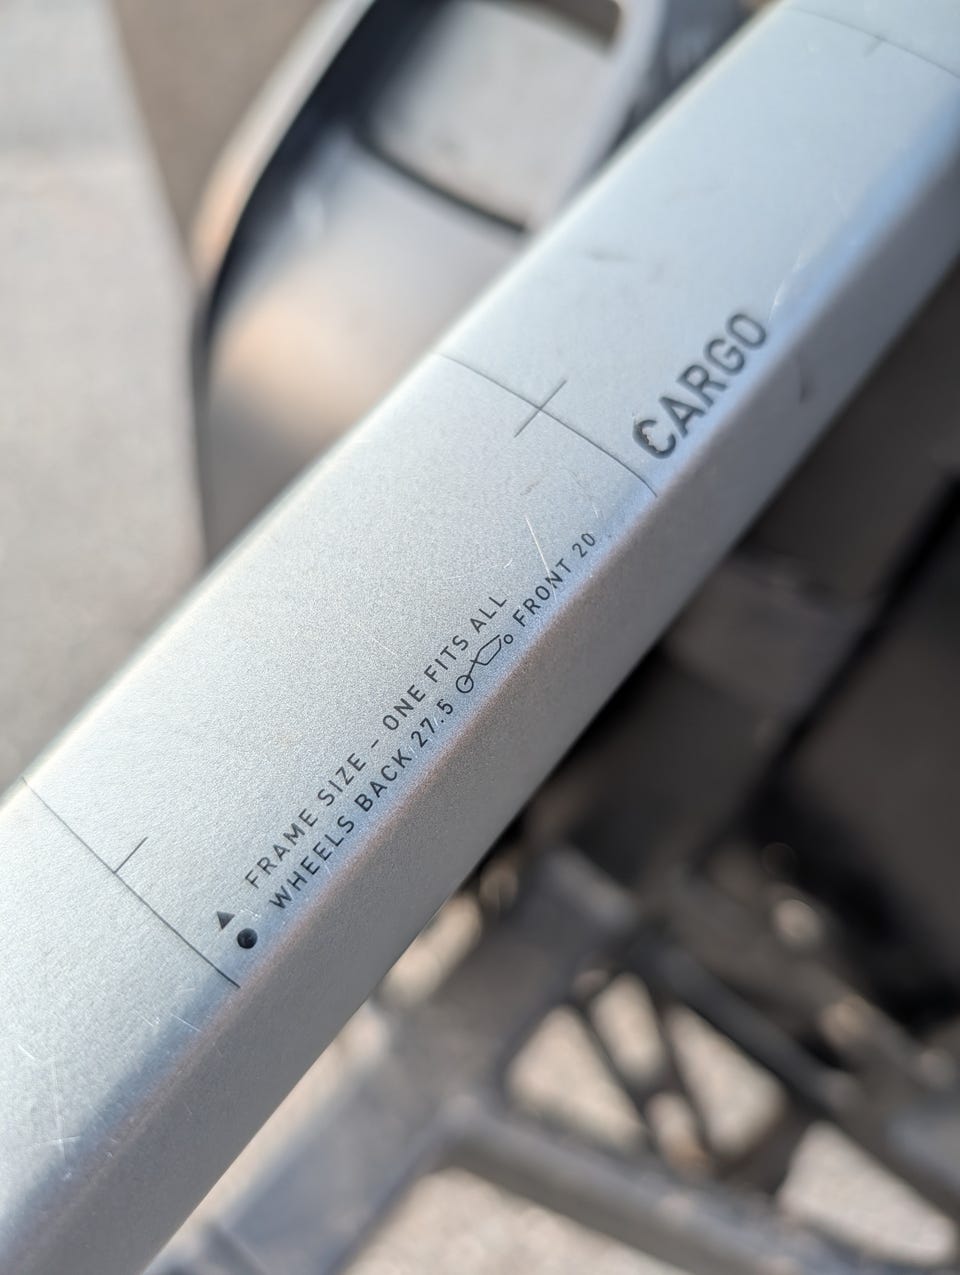 CARGO
FRAME SIZE - ONE FITS ALL
WHEELS BACK 27.5 FRONT 20